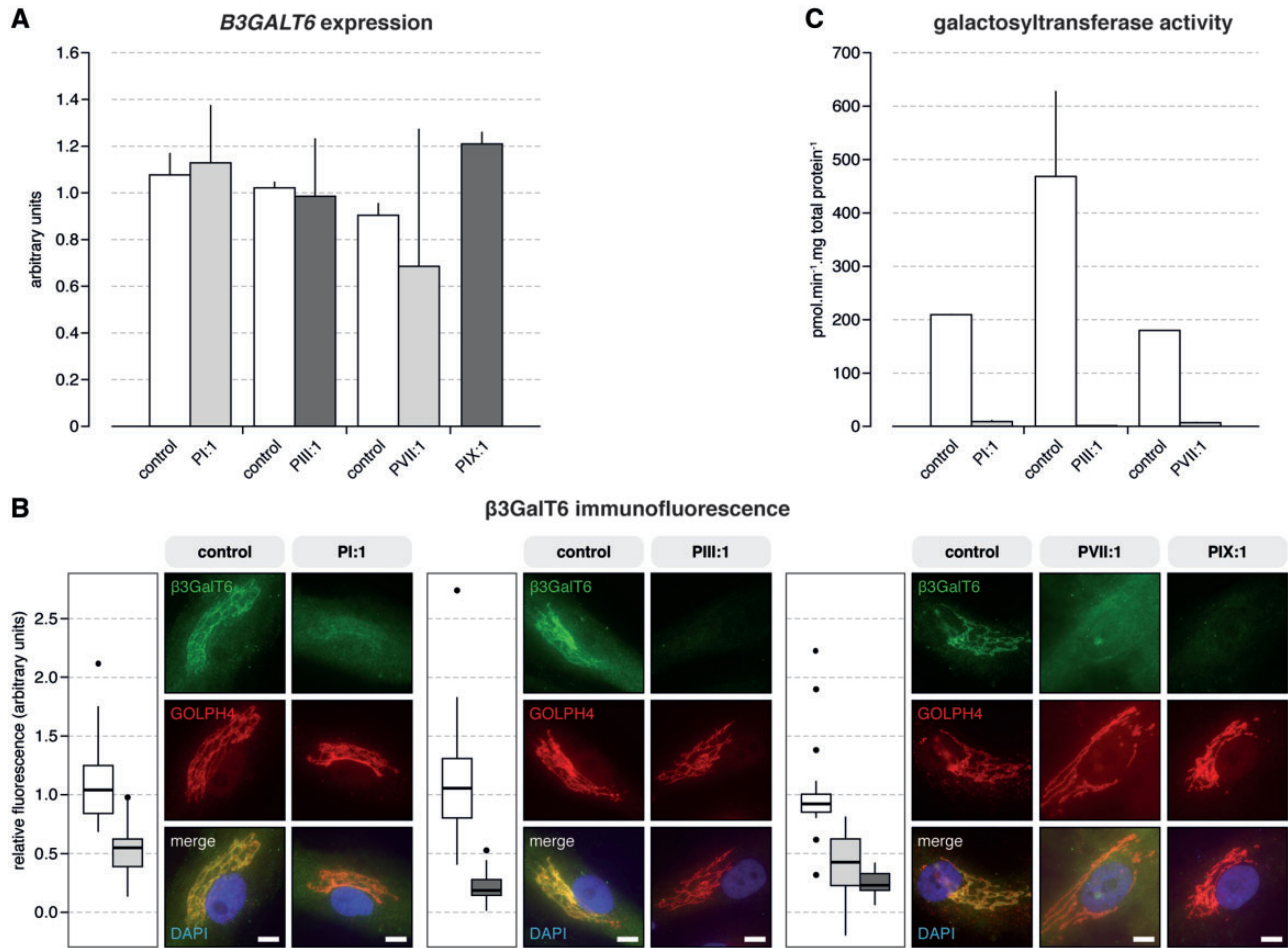 A
B3GALT6 expression
1.6
1.4
1.2
1.0
0.8
0.6
0.4
0.2
0
arbitrary units
control
PI:1
control
PIII:1
control
PVII:1
PIX:1
C
galactosyltransferase activity
700
600
500
400
300
200
100
0
pmol.min⁻¹.mg total protein⁻¹
control
PI:1
control
PIII:1
control
PVII:1
B
β3GalT6 immunofluorescence
relative fluorescence (arbitrary units)
2.5
2.0
1.5
1.0
0.5
0.0
control
PI:1
β3GalT6
GOLPH4
merge
DAPI
control
PIII:1
β3GalT6
GOLPH4
merge
DAPI
control
PVII:1
PIX:1
β3GalT6
GOLPH4
merge
DAPI